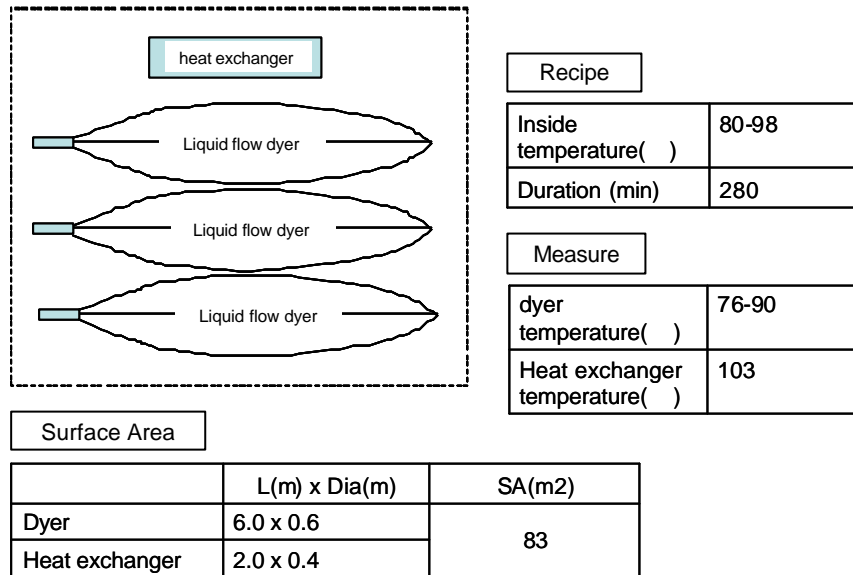 heat exchanger
Liquid flow dyer
Liquid flow dyer
Liquid flow dyer
Recipe
Inside temperature( ) 80-98
Duration (min) 280
Measure
dyer temperature( ) 76-90
Heat exchanger temperature( ) 103
Surface Area
L(m) x Dia(m) SA(m2)
Dyer 6.0 x 0.6 83
Heat exchanger 2.0 x 0.4